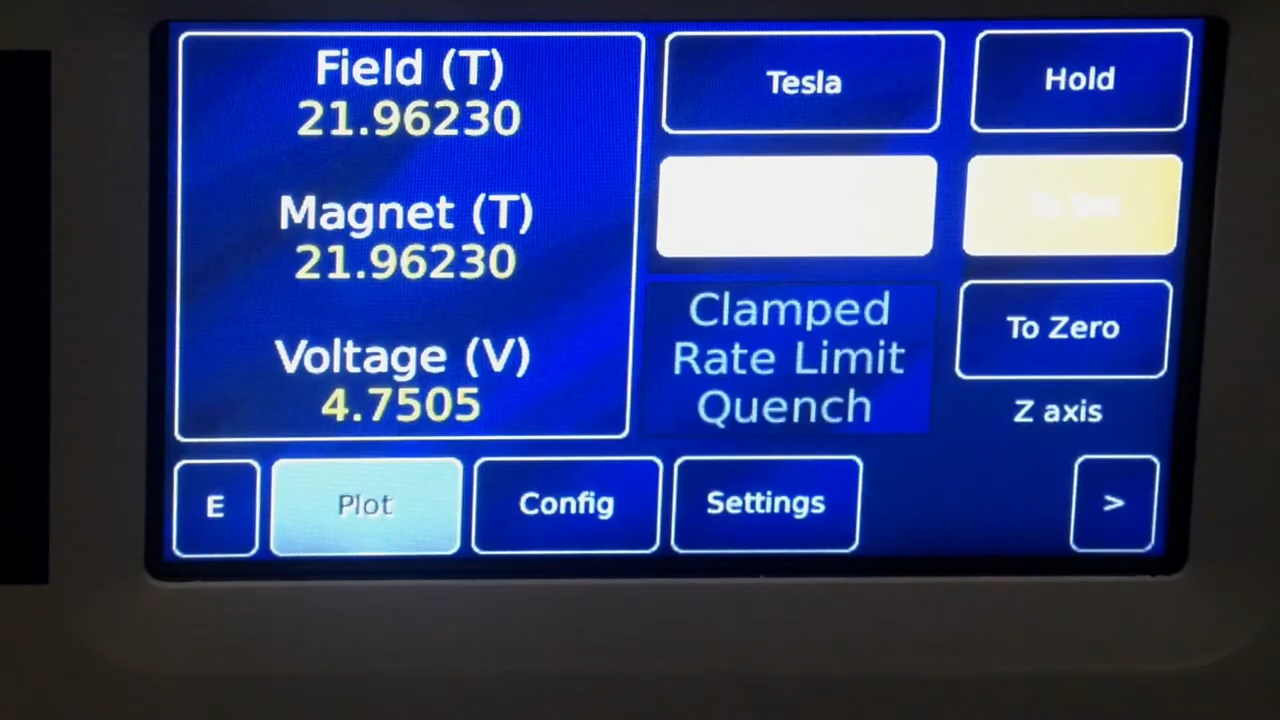 Field (T)
21.96230
Magnet (T)
21.96230
Voltage (V)
4.7505
Tesla
Hold
Clamped
Rate Limit
Quench
To Zero
Z axis
E
Plot
Config
Settings
>